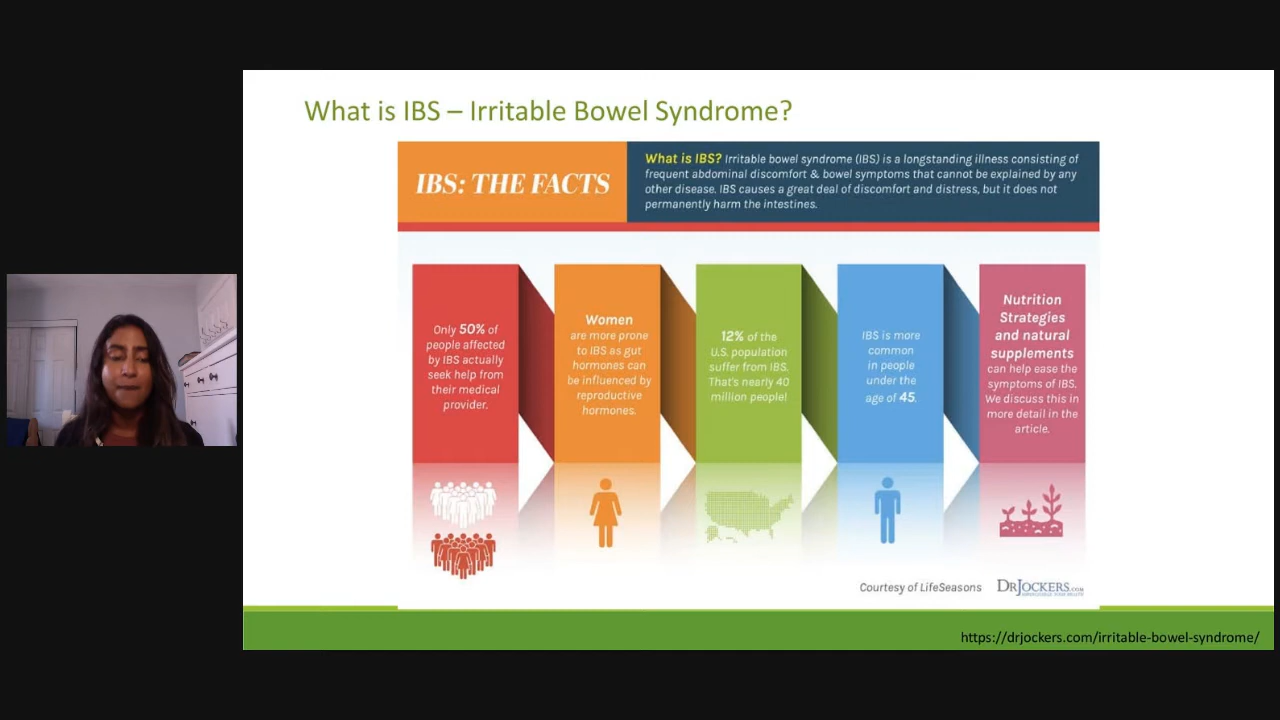 What is IBS – Irritable Bowel Syndrome?
IBS: THE FACTS
What is IBS? Irritable bowel syndrome (IBS) is a longstanding illness consisting of
frequent abdominal discomfort & bowel symptoms that cannot be explained by any
other disease. IBS causes a great deal of discomfort and distress, but it does not
permanently harm the intestines.
Only 50% of
people affected
by IBS actually
seek help from
their medical
provider.
Women
are more prone
to IBS as gut
hormones can
be influenced by
reproductive
hormones.
12% of the
U.S. population
suffer from IBS.
That's nearly 40
million people!
IBS is more
common
in people
under the
age of 45.
Nutrition
Strategies
and natural
supplements
can help ease the
symptoms of IBS.
We discuss this in
more detail in the
article.
Courtesy of LifeSeasons
DRJOCKERS.COM
https://drjockers.com/irritable-bowel-syndrome/